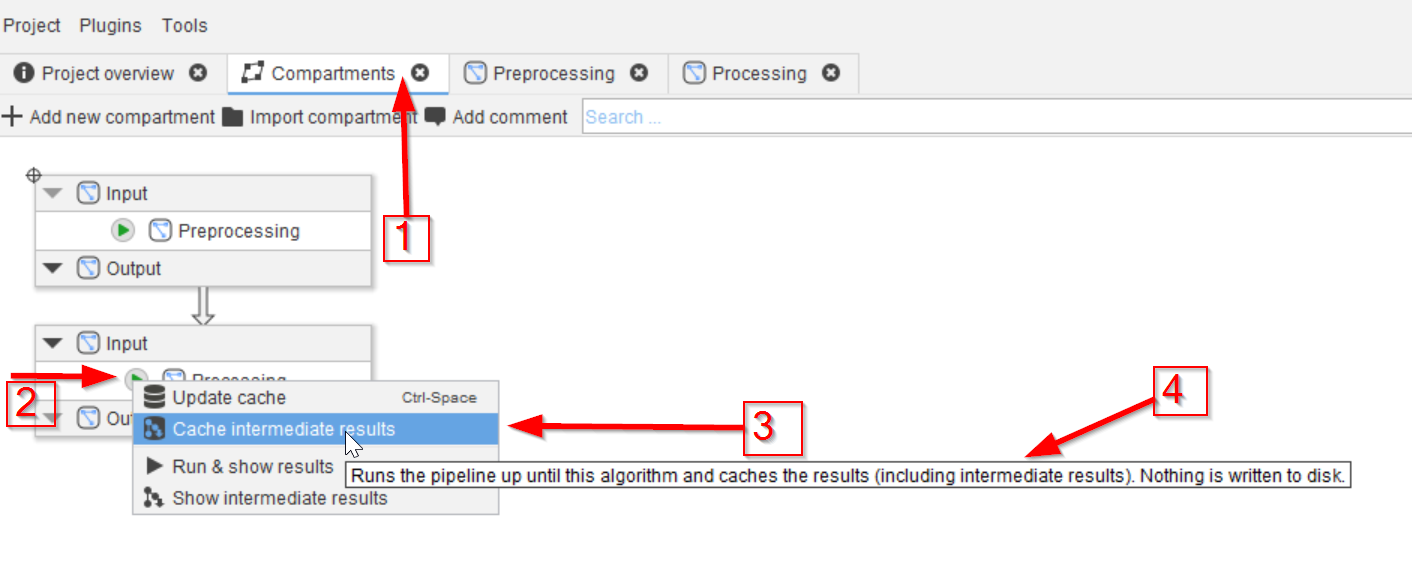 Project Plugins Tools
Project overview Compartments Preprocessing Processing
Add new compartment Import compartment Add comment Search ...
Input
Preprocessing
1
Output
Input
Processing
2
Output
Update cache Ctrl-Space
Cache intermediate results
3
4
Run & show results
Runs the pipeline up until this algorithm and caches the results (including intermediate results). Nothing is written to disk.
Show intermediate results